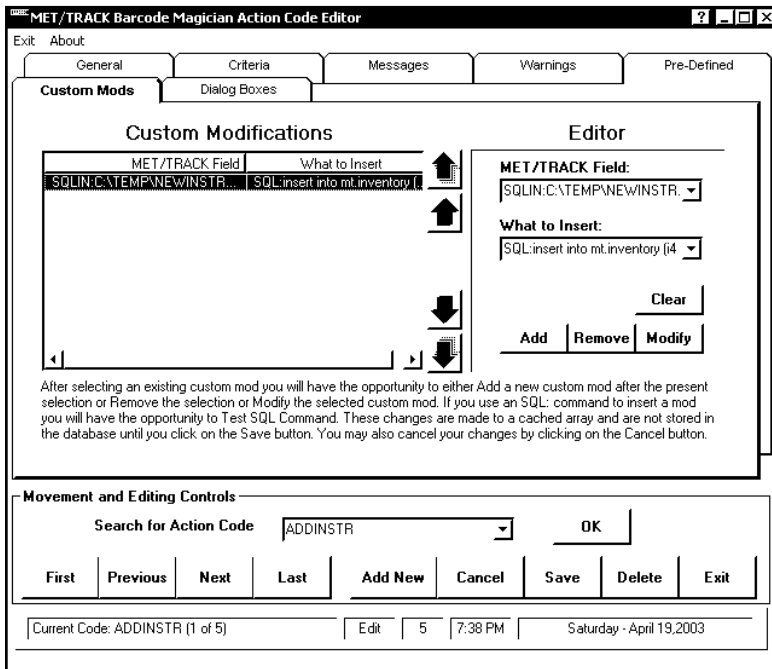 MET/TRACK Barcode Magician Action Code Editor
Exit About
General Criteria Messages Warnings Pre-Defined
Custom Mods Dialog Boxes
Custom Modifications
Editor
MET/TRACK Field What to Insert
SQLIN:C:\TEMP\NEWINSTR... SQL:insert into mt.inventory (...
MET/TRACK Field:
SQLIN:C:\TEMP\NEWINSTR.
What to Insert:
SQL:insert into mt.inventory (i4
Clear
Add Remove Modify
After selecting an existing custom mod you will have the opportunity to either Add a new custom mod after the present
selection or Remove the selection or Modify the selected custom mod. If you use an SQL: command to insert a mod
you will have the opportunity to Test SQL Command. These changes are made to a cached array and are not stored in
the database until you click on the Save button. You may also cancel your changes by clicking on the Cancel button.
Movement and Editing Controls
Search for Action Code ADDINSTR OK
First Previous Next Last Add New Cancel Save Delete Exit
Current Code: ADDINSTR (1 of 5) Edit 5 7:38 PM Saturday - April 19,2003